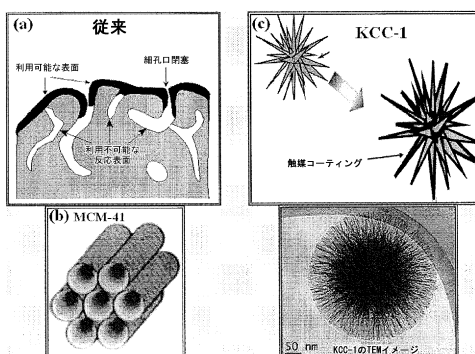 (a) 従来
利用可能な表面
細孔口閉塞
利用不可能な
反応表面
(b) MCM-41
(c) KCC-1
触媒コーティング
50 nm
KCC-1のTEMイメージ